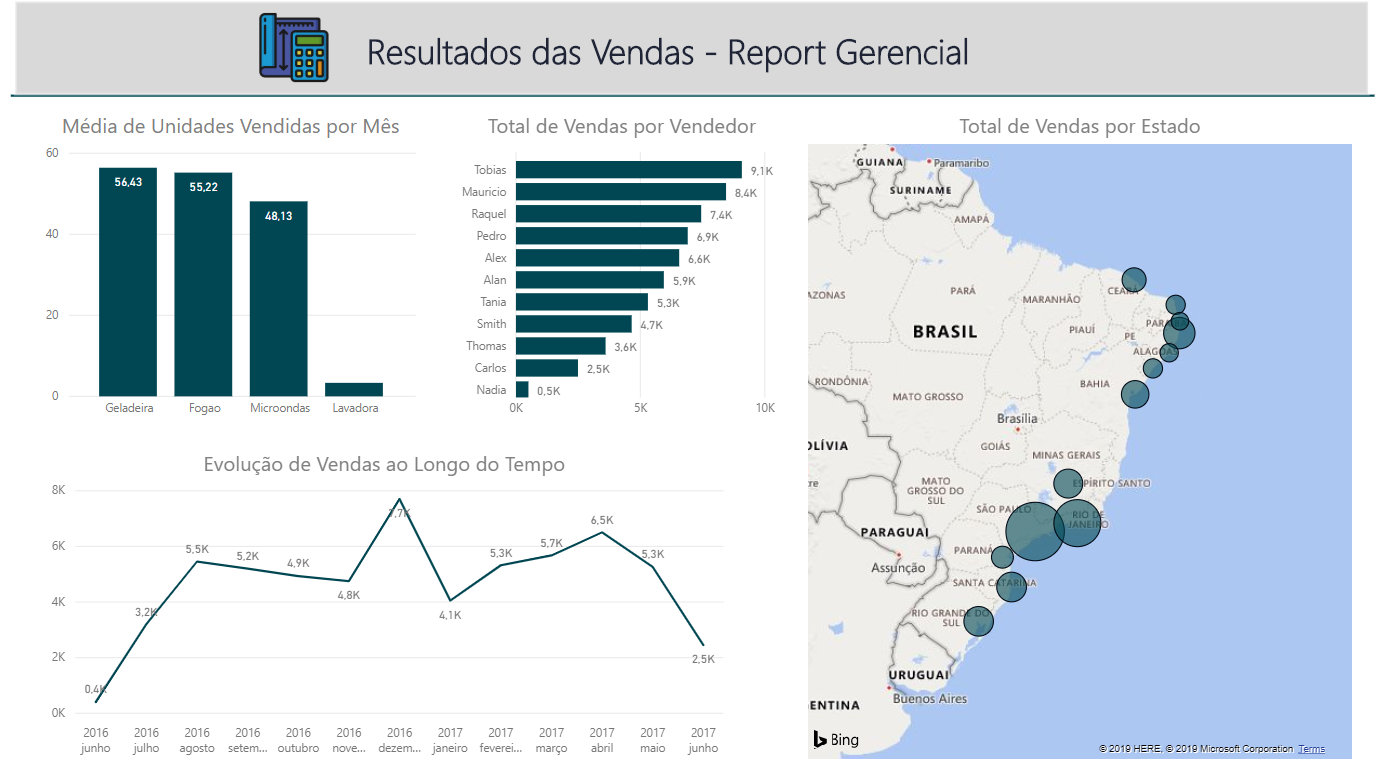 Resultados das Vendas - Report Gerencial
Média de Unidades Vendidas por Mês
60
40
20
0
56,43
55,22
48,13
Geladeira
Fogao
Microondas
Lavadora
Total de Vendas por Vendedor
Tobias 9,1K
Mauricio 8,4K
Raquel 7,4K
Pedro 6,9K
Alex 6,6K
Alan 5,9K
Tania 5,3K
Smith 4,7K
Thomas 3,6K
Carlos 2,5K
Nadia 0,5K
0K 5K 10K
Total de Vendas por Estado
GUIANA
Paramaribo
SURINAME
AMAPÁ
AZONAS
PARÁ
MARANHÃO
CEARÁ
BRASIL
PIAUÍ
PE
ALAGOAS
RONDÔNIA
MATO GROSSO
BAHIA
Brasília
OLÍVIA
GOIÁS
MINAS GERAIS
cre
MATO
GROSSO DO
SUL
ESPÍRITO SANTO
SÃO PAULO
RIO DE
JANEIRO
PARAGUAI
PARANÁ
Assunção
SANTA CATARINA
RIO GRANDE DO
SUL
URUGUAI
Buenos Aires
ENTINA
Bing
© 2019 HERE, © 2019 Microsoft Corporation Terms
Evolução de Vendas ao Longo do Tempo
8K
6K
4K
2K
0K
0,4K
3,2K
5,5K
5,2K
4,9K
4,8K
7,7K
4,1K
5,3K
5,7K
6,5K
5,3K
2,5K
2016 2016 2016 2016 2016 2016 2016 2017 2017 2017 2017 2017 2017
junho julho agosto setem... outubro nove... dezem... janeiro feverei... março abril maio junho